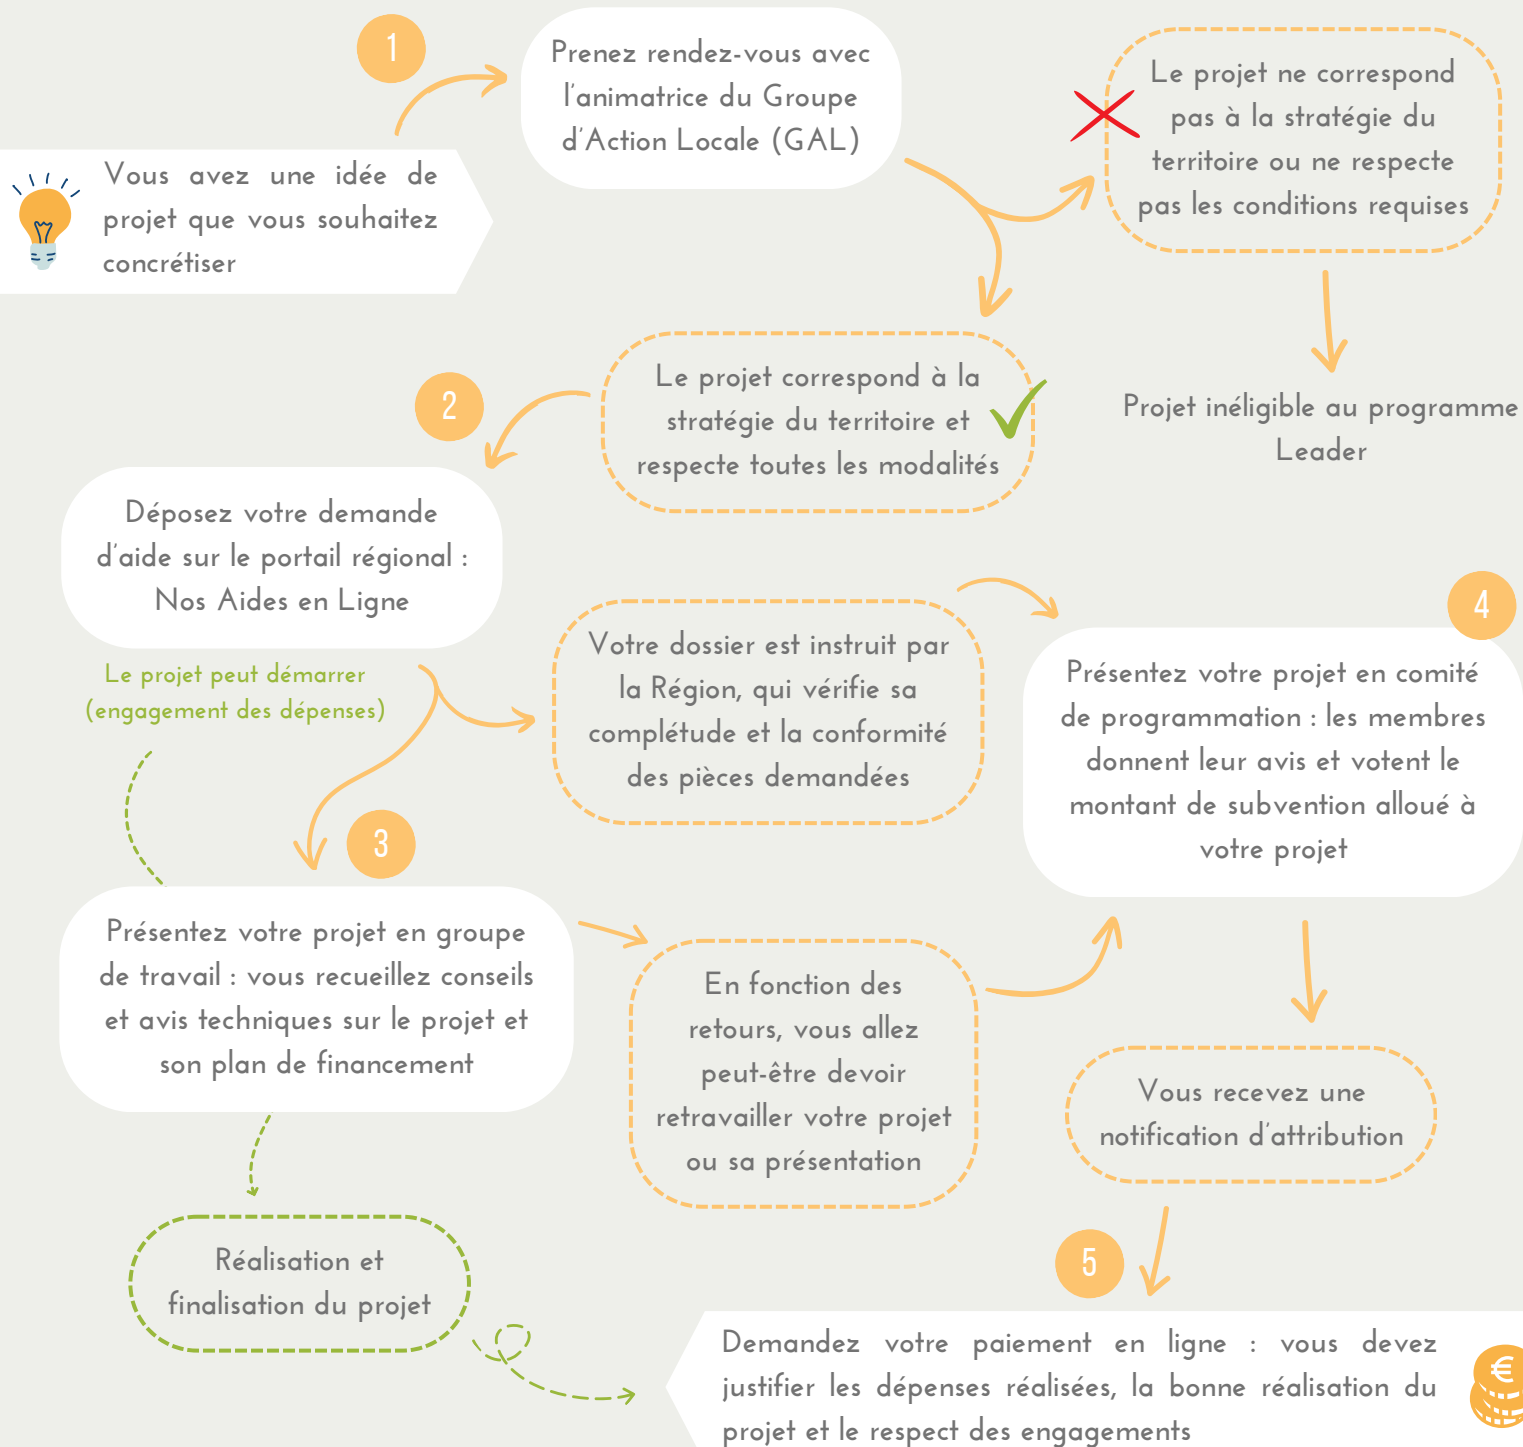 1
Prenez rendez-vous avec
l'animatrice du Groupe
d'Action Locale (GAL)
Le projet ne correspond
pas à la stratégie du
territoire ou ne respecte
pas les conditions requises
Vous avez une idée de
projet que vous souhaitez
concrétiser
Projet inéligible au programme
Leader
Le projet correspond à la
stratégie du territoire et
respecte toutes les modalités
2
Déposez votre demande
d'aide sur le portail régional :
Nos Aides en Ligne
Le projet peut démarrer
(engagement des dépenses)
Votre dossier est instruit par
la Région, qui vérifie sa
complétude et la conformité
des pièces demandées
3
Présentez votre projet en groupe
de travail : vous recueillez conseils
et avis techniques sur le projet et
son plan de financement
En fonction des
retours, vous allez
peut-être devoir
retravailler votre projet
ou sa présentation
4
Présentez votre projet en comité
de programmation : les membres
donnent leur avis et votent le
montant de subvention alloué à
votre projet
Vous recevez une
notification d'attribution
Réalisation et
finalisation du projet
5
Demandez votre paiement en ligne : vous devez
justifier les dépenses réalisées, la bonne réalisation du
projet et le respect des engagements
€